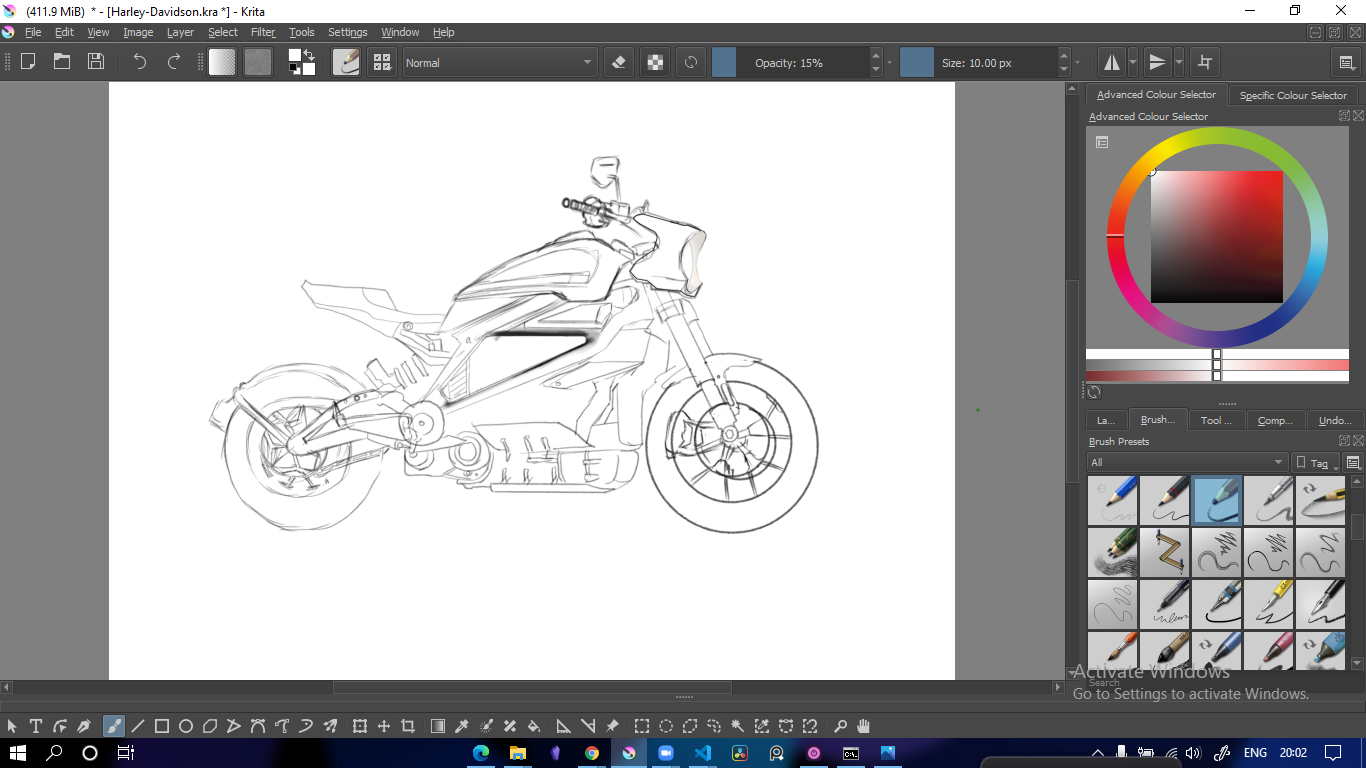 (411.9 MiB) * - [Harley-Davidson.kra *] - Krita
File Edit View Image Layer Select Filter Tools Settings Window Help
Normal Opacity: 15% Size: 10.00 px
Advanced Colour Selector Specific Colour Selector
Advanced Colour Selector
La... Brush... Tool ... Comp... Undo...
Brush Presets
All Tag
Search
Activate Windows
Go to Settings to activate Windows.
ENG 20:02